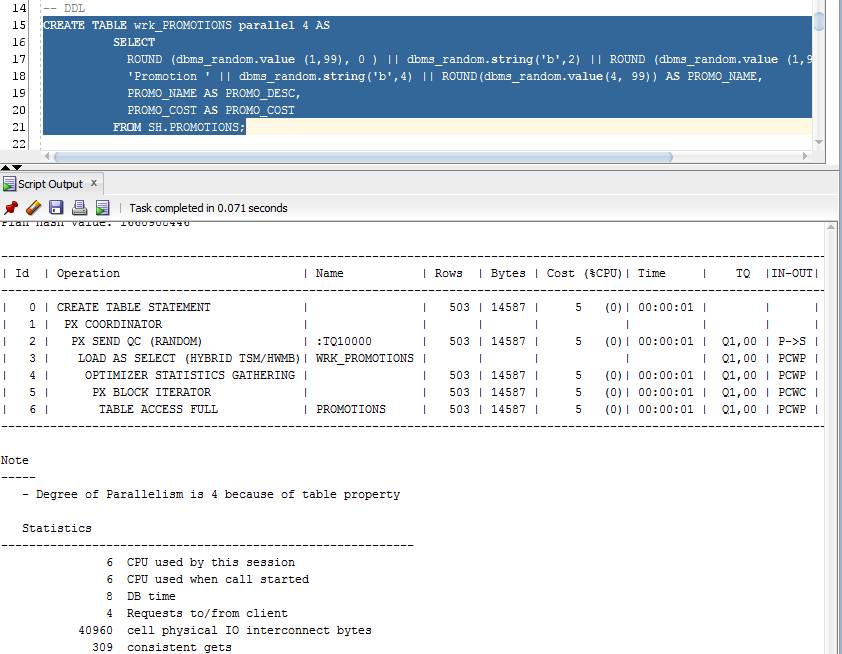 14 -- DDL
15 CREATE TABLE wrk_PROMOTIONS parallel 4 AS
16 SELECT
17 ROUND (dbms_random.value (1,99), 0 ) || dbms_random.string('b',2) || ROUND (dbms_random.value (1,9
18 'Promotion ' || dbms_random.string('b',4) || ROUND(dbms_random.value(4, 99)) AS PROMO_NAME,
19 PROMO_NAME AS PROMO_DESC,
20 PROMO_COST AS PROMO_COST
21 FROM SH.PROMOTIONS;
22
Script Output x
Task completed in 0.071 seconds
Plan hash value: 1660908446
-----------------------------------------------------------------------------------------------------------------------
| Id | Operation | Name | Rows | Bytes | Cost (%CPU)| Time | TQ |IN-OUT|
-----------------------------------------------------------------------------------------------------------------------
| 0 | CREATE TABLE STATEMENT | | 503 | 14587 | 5 (0)| 00:00:01 | | |
| 1 | PX COORDINATOR | | | | | | | |
| 2 | PX SEND QC (RANDOM) | :TQ10000 | 503 | 14587 | 5 (0)| 00:00:01 | Q1,00 | P->S |
| 3 | LOAD AS SELECT (HYBRID TSM/HWMB)| WRK_PROMOTIONS | | | | | Q1,00 | PCWP |
| 4 | OPTIMIZER STATISTICS GATHERING | | 503 | 14587 | 5 (0)| 00:00:01 | Q1,00 | PCWP |
| 5 | PX BLOCK ITERATOR | | 503 | 14587 | 5 (0)| 00:00:01 | Q1,00 | PCWC |
| 6 | TABLE ACCESS FULL | PROMOTIONS | 503 | 14587 | 5 (0)| 00:00:01 | Q1,00 | PCWP |
-----------------------------------------------------------------------------------------------------------------------
Note
-----
- Degree of Parallelism is 4 because of table property
Statistics
-----------------------------------------------------------
6 CPU used by this session
6 CPU used when call started
8 DB time
4 Requests to/from client
40960 cell physical IO interconnect bytes
309 consistent gets